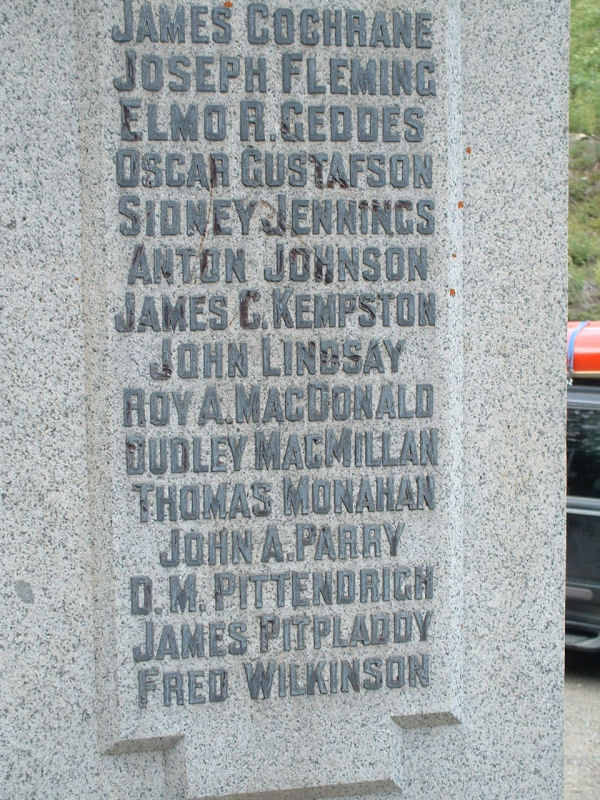 JAMES COCHRANE
JOSEPH FLEMING
ELMO R. GEDDES
OSCAR GUSTAFSON
SIDNEY JENNINGS
ANTON JOHNSON
JAMES C. KEMPSTON
JOHN LINDSAY
ROY A. MACDONALD
DUDLEY MACMILLAN
THOMAS MONAHAN
JOHN A. PARRY
D. M. PITTENDRIGH
JAMES PITPLADDY
FRED WILKINSON